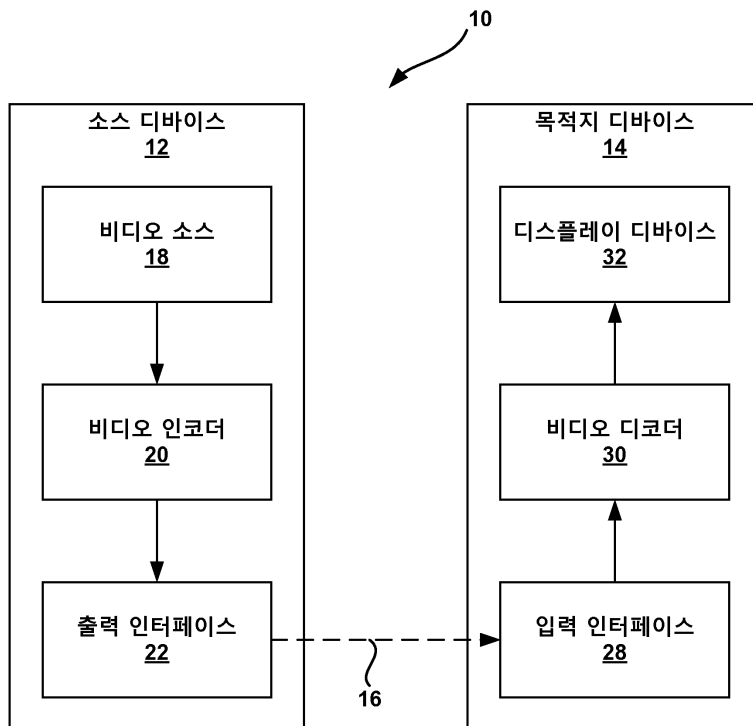 10
소스 디바이스
12
비디오 소스
18
비디오 인코더
20
출력 인터페이스
22
16
목적지 디바이스
14
디스플레이 디바이스
32
비디오 디코더
30
입력 인터페이스
28